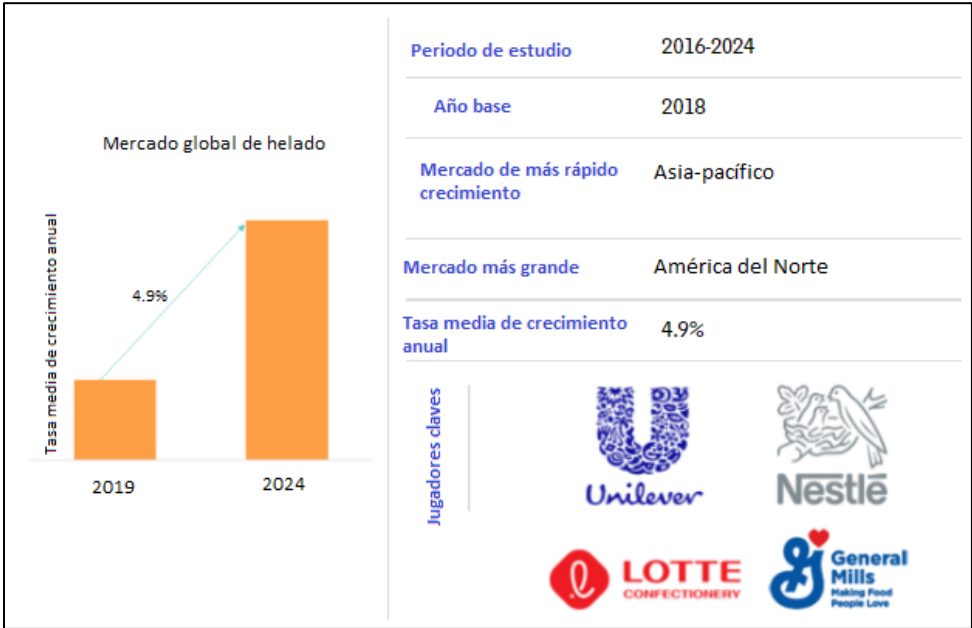 Mercado global de helado
Tasa media de crecimiento anual
4.9%
2019
2024
Periodo de estudio
2016-2024
Año base
2018
Mercado de más rápido
crecimiento
Asia-pacífico
Mercado más grande
América del Norte
Tasa media de crecimiento
anual
4.9%
Jugadores claves
Unilever
Nestlé
LOTTE
CONFECTIONERY
General
Mills
Making Food
People Love